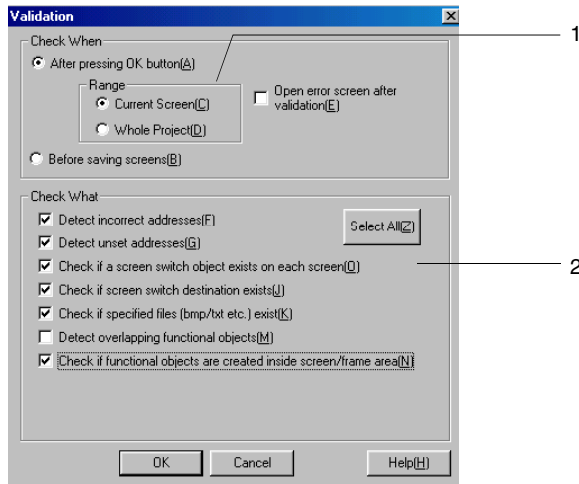 Validation
1
Check When
After pressing OK button(A)
Range
Current Screen(C)
Whole Project(D)
Open error screen after
validation(E)
Before saving screens(B)
Check What
Detect incorrect addresses(F)
Select All(Z)
Detect unset addresses(G)
Check if a screen switch object exists on each screen(O)
2
Check if screen switch destination exists(J)
Check if specified files (bmp/txt etc.) exist(K)
Detect overlapping functional objects(M)
Check if functional objects are created inside screen/frame area(N)
OK
Cancel
Help(H)